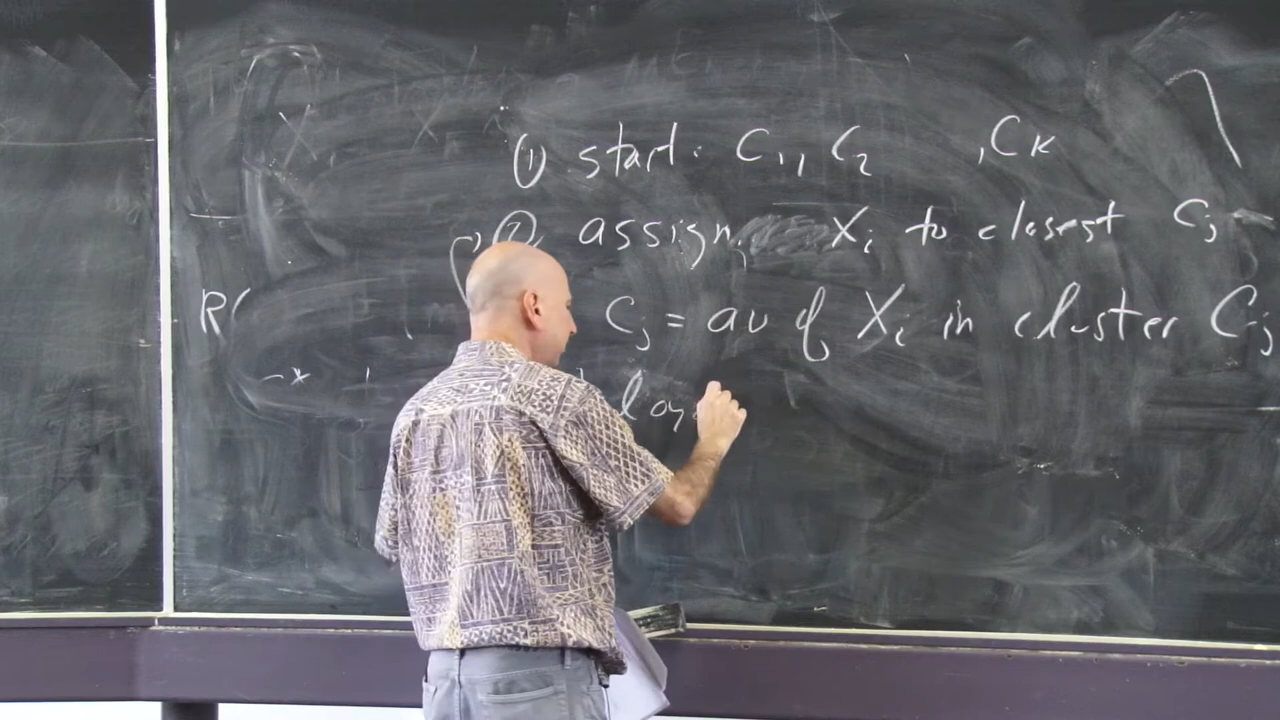 ① start: C₁, C₂ , Cₖ
② assign Xᵢ to closest Cⱼ
R( Cⱼ = av of Xᵢ in cluster Cⱼ